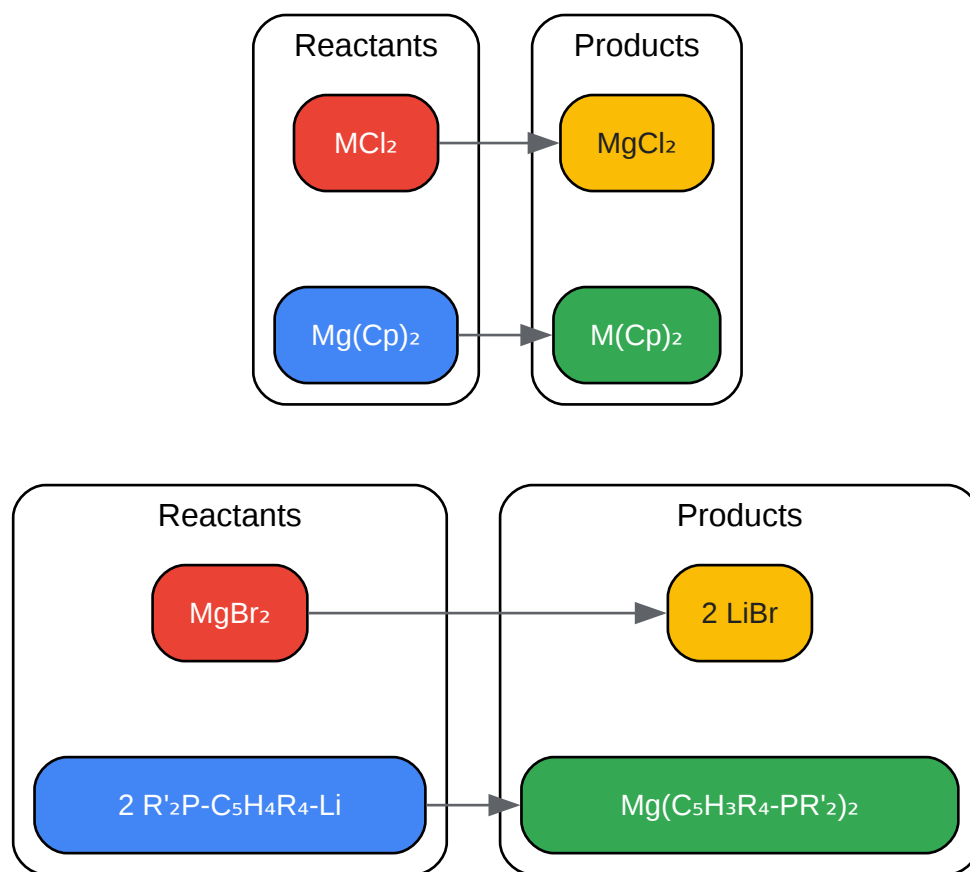 Reactants
Products
MCl₂
MgCl₂
Mg(Cp)₂
M(Cp)₂
Reactants
Products
MgBr₂
2 LiBr
2 R'₂P-C₅H₄R₄-Li
Mg(C₅H₃R₄-PR'₂)₂